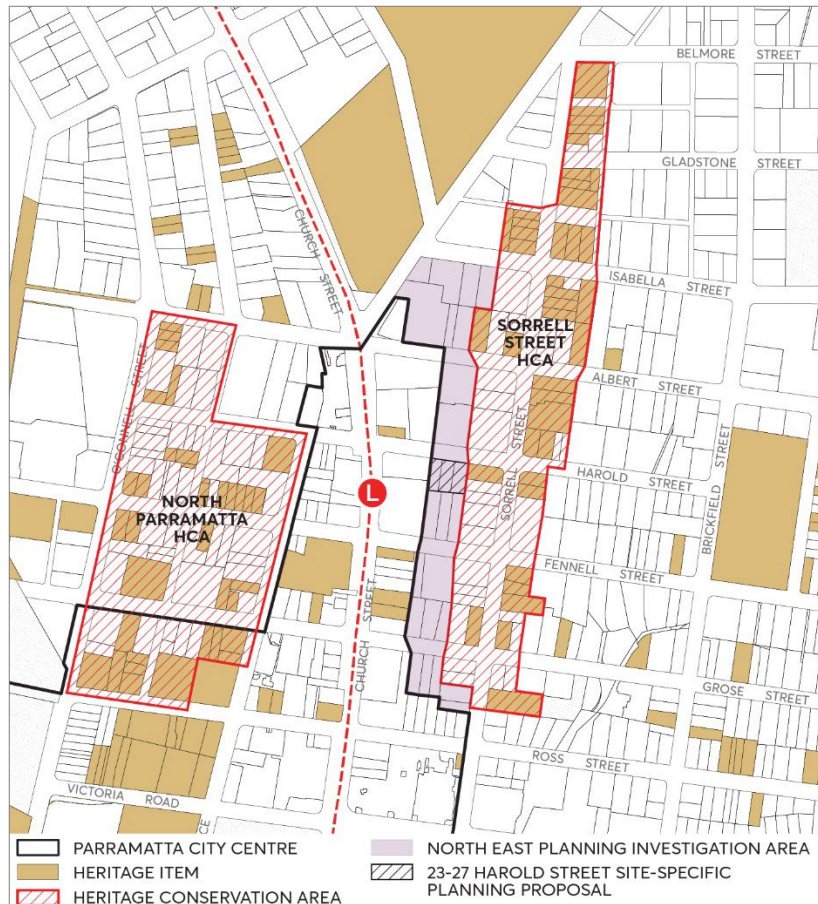 BELMORE STREET
GLADSTONE STREET
CHURCH STREET
ISABELLA STREET
SORRELL
STREET
HCA
O'CONNELL STREET
ALBERT STREET
SORRELL STREET
BRICKFIELD STREET
HAROLD STREET
NORTH
PARRAMATTA
HCA
L
FENNELL STREET
CHURCH STREET
GROSE STREET
ROSS STREET
VICTORIA ROAD
CE
PARRAMATTA CITY CENTRE
HERITAGE ITEM
HERITAGE CONSERVATION AREA
NORTH EAST PLANNING INVESTIGATION AREA
23-27 HAROLD STREET SITE-SPECIFIC
PLANNING PROPOSAL